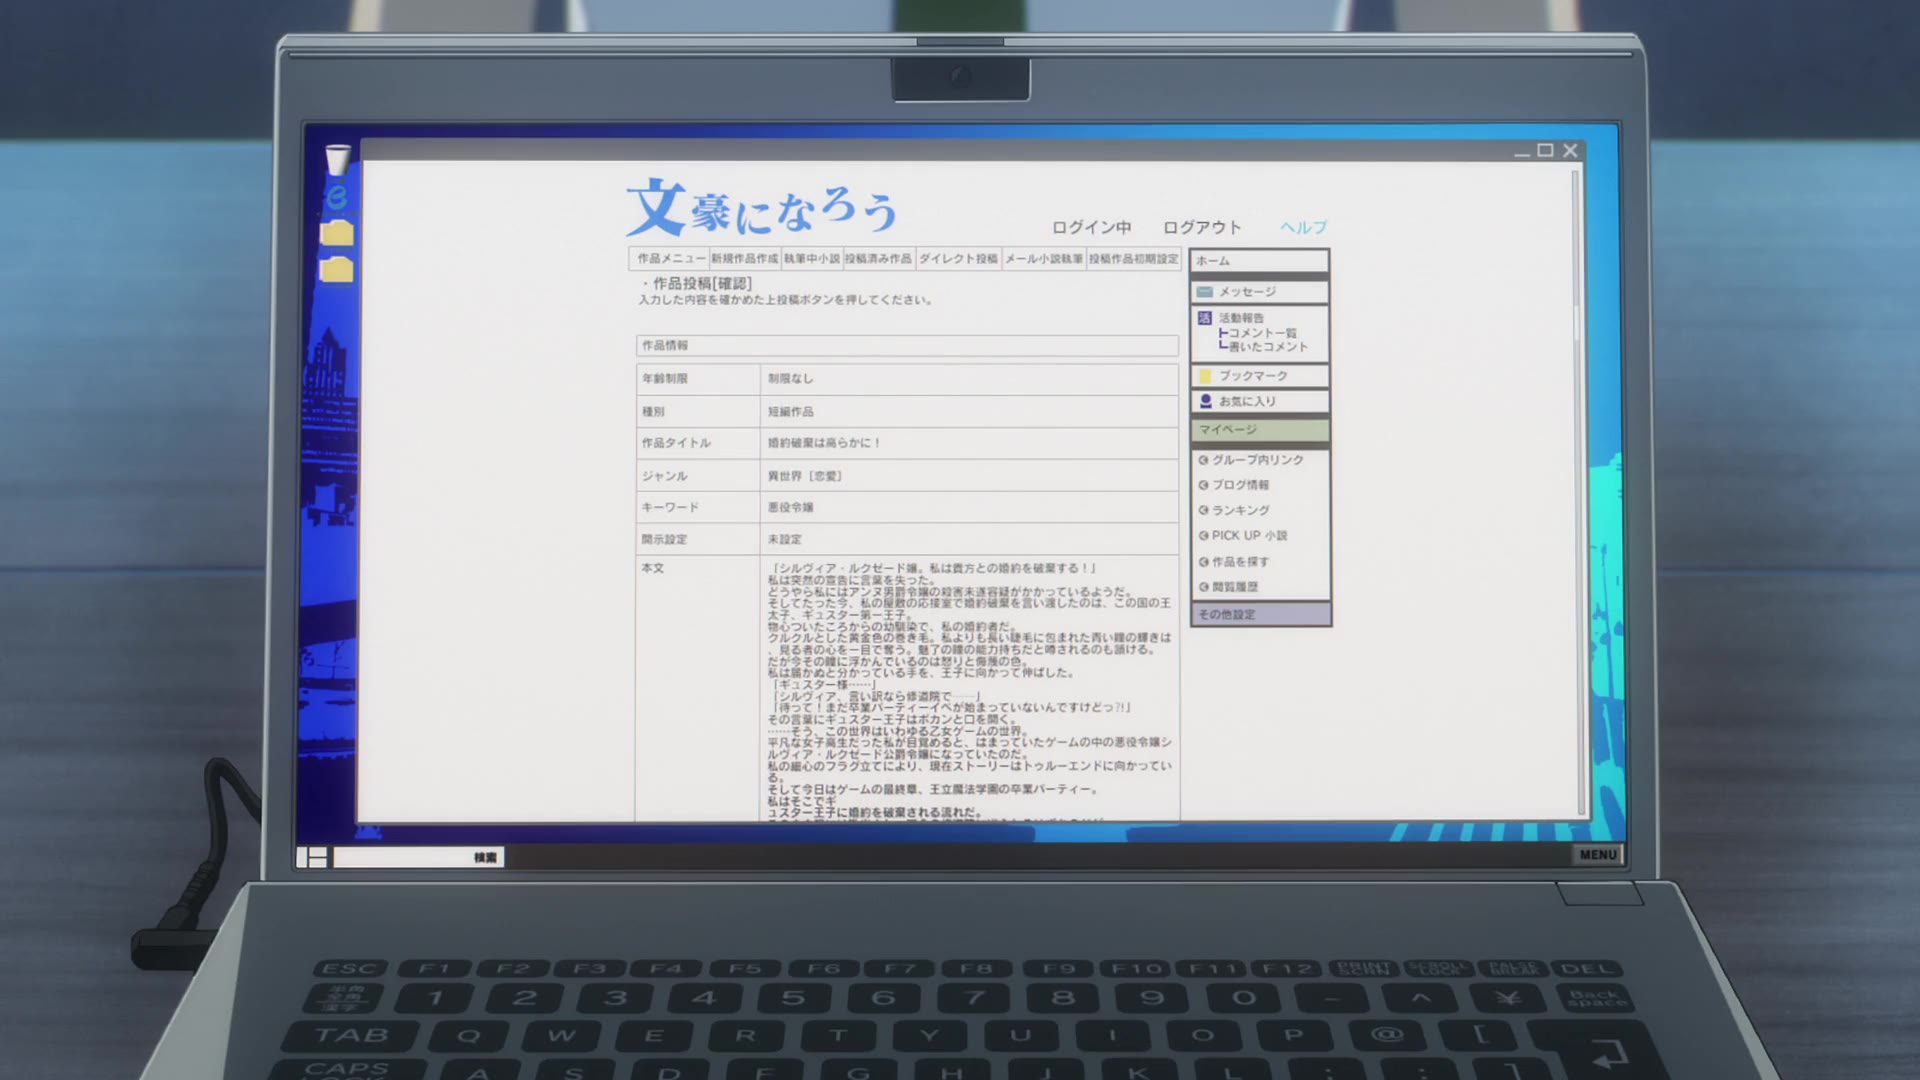 文豪になろう
ログイン中 ログアウト ヘルプ
作品メニュー 新規作品作成 執筆中小説 投稿済み作品 ダイレクト投稿 メール小説執筆 投稿作品初期設定
・作品投稿[確認]
入力した内容を確かめた上投稿ボタンを押してください。
作品情報
年齢制限 制限なし
種別 短編作品
作品タイトル 婚約破棄は高らかに！
ジャンル 異世界［恋愛］
キーワード 悪役令嬢
開示設定 未設定
本文
「シルヴィア・ルクゼード嬢。私は貴方との婚約を破棄する！」
私は突然の宣告に言葉を失った。
どうやら私にはアンヌ男爵令嬢の殺害未遂容疑がかかっているようだ。
そしてたった今、私の屋敷の応接室で婚約破棄を言い渡したのは、この国の王
太子、ギュスター第一王子。
物心ついたころからの幼馴染で、私の婚約者だ。
クルクルとした黄金色の巻き毛。私よりも長い睫毛に包まれた青い瞳の輝きは
、見る者の心を一目で奪う。魅了の瞳の能力持ちだと噂されるのも頷ける。
だが今その瞳に浮かんでいるのは怒りと侮蔑の色。
私は届かぬと分かっている手を、王子に向かって伸ばした。
「ギュスター様……」
「シルヴィア、言い訳なら修道院で……」
「待って！まだ卒業パーティーイベが始まっていないんですけどっ?!」
その言葉にギュスター王子はポカンと口を開く。
……そう、この世界はいわゆる乙女ゲームの世界。
平凡な女子高生だった私が目覚めると、はまっていたゲームの中の悪役令嬢シ
ルヴィア・ルクゼード公爵令嬢になっていたのだ。
私の細心のフラグ立てにより、現在ストーリーはトゥルーエンドに向かってい
る。
そして今日はゲームの最終章、王立魔法学園の卒業パーティー。
私はそこでギ
ュスター王子に婚約を破棄される流れだ。
ホーム
メッセージ
活 活動報告
コメント一覧
書いたコメント
ブックマーク
お気に入り
マイページ
グループ内リンク
ブログ情報
ランキング
PICK UP 小説
作品を探す
閲覧履歴
その他設定
検索
MENU
ESC F1 F2 F3 F4 F5 F6 F7 F8 F9 F10 F11 F12 PRINT SCRN SCROLL LOCK PAUSE BREAK DEL
半角 全角 漢字 1 2 3 4 5 6 7 8 9 0 - ^ ¥ Back space
TAB Q W E R T Y U I O P @ [
CAPS A S D F G H J K L ; : ]